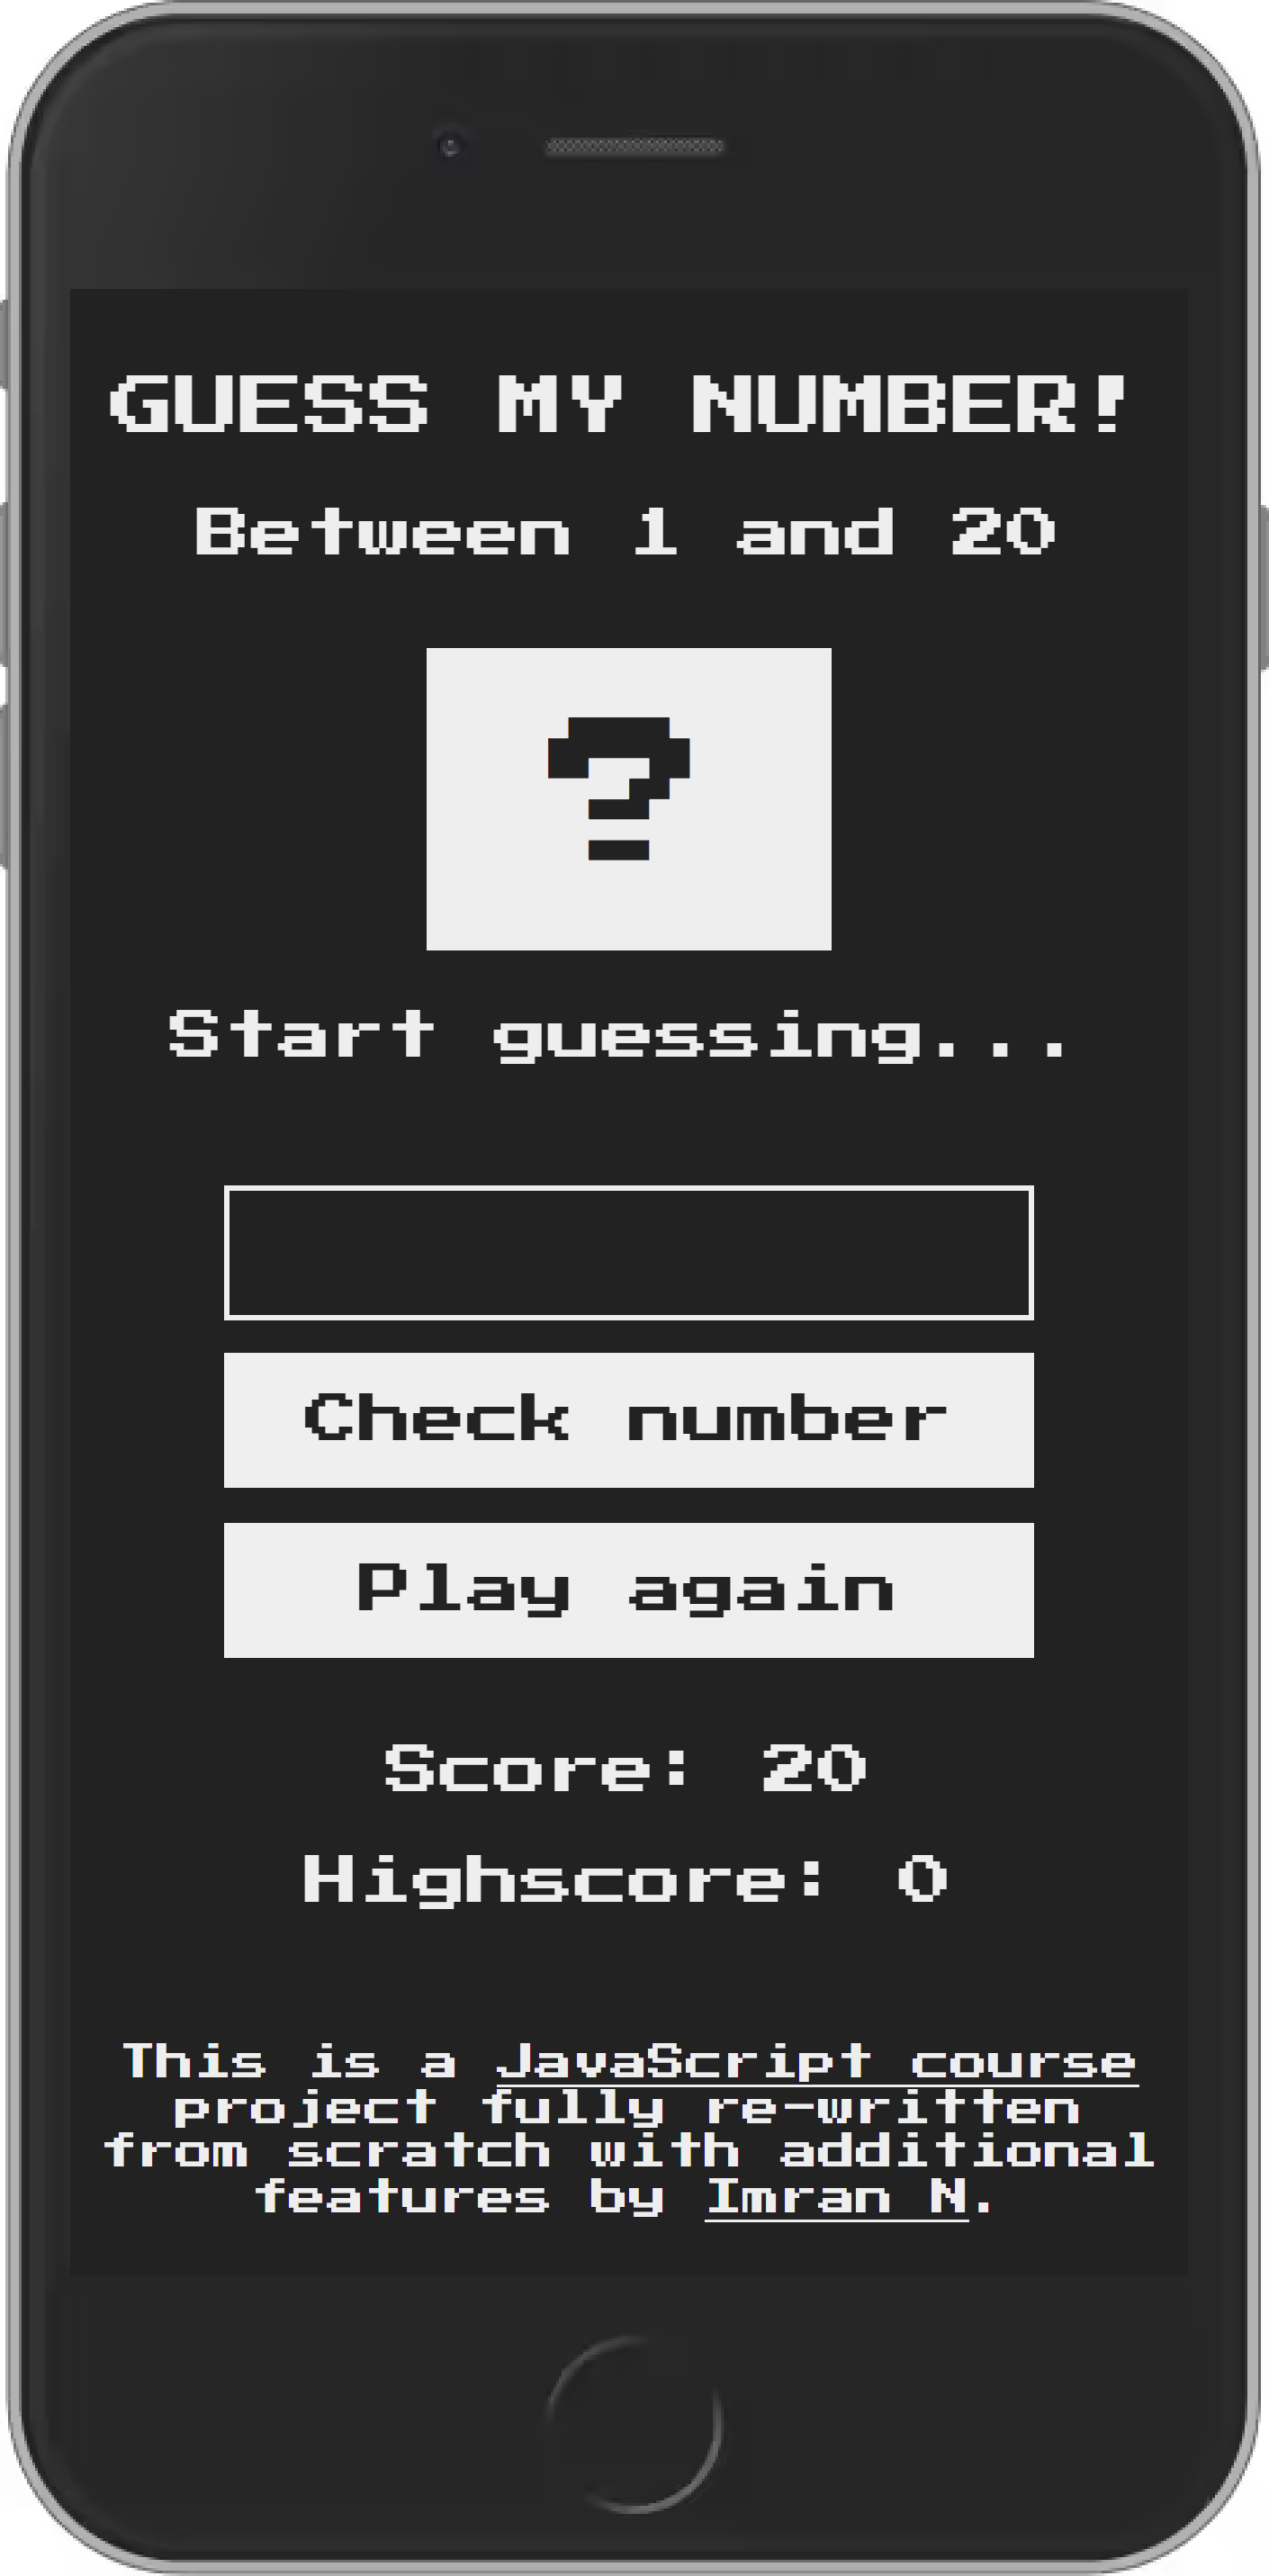 GUESS MY NUMBER!
Between 1 and 20
?
Start guessing...
Check number
Play again
Score: 20
Highscore: 0
This is a JavaScript course
project fully re-written
from scratch with additional
features by Imran N.